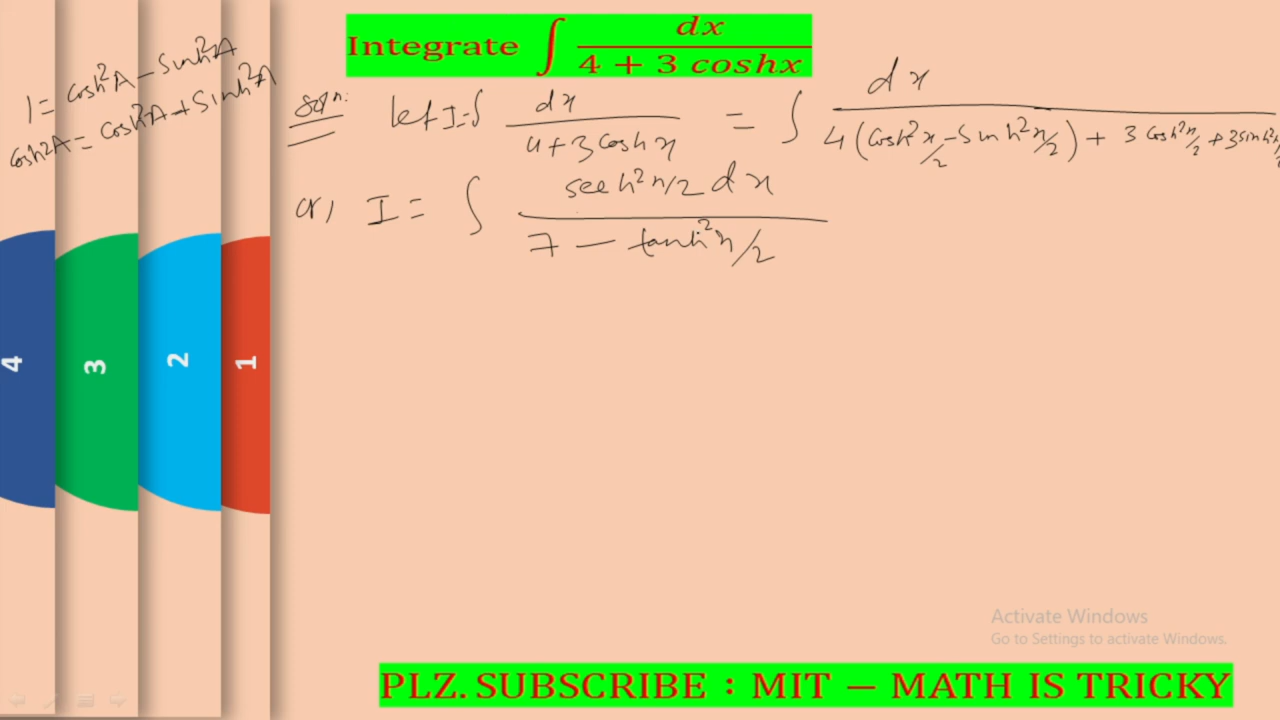 Integrate ∫ dx / 4 + 3 coshx
1 = cosh²A − Sinh²A
cosh2A = cosh²A + Sinh²A
Solⁿ: let I = ∫ dx / 4+3coshx = ∫ dx / 4(cosh²x/2 − Sinh²x/2) + 3cosh²x/2 + 3sinh²x/2
or, I = ∫ sech²x/2 dx / 7 − tanh²x/2
4
3
2
1
Activate Windows
Go to Settings to activate Windows.
PLZ. SUBSCRIBE : MIT − MATH IS TRICKY